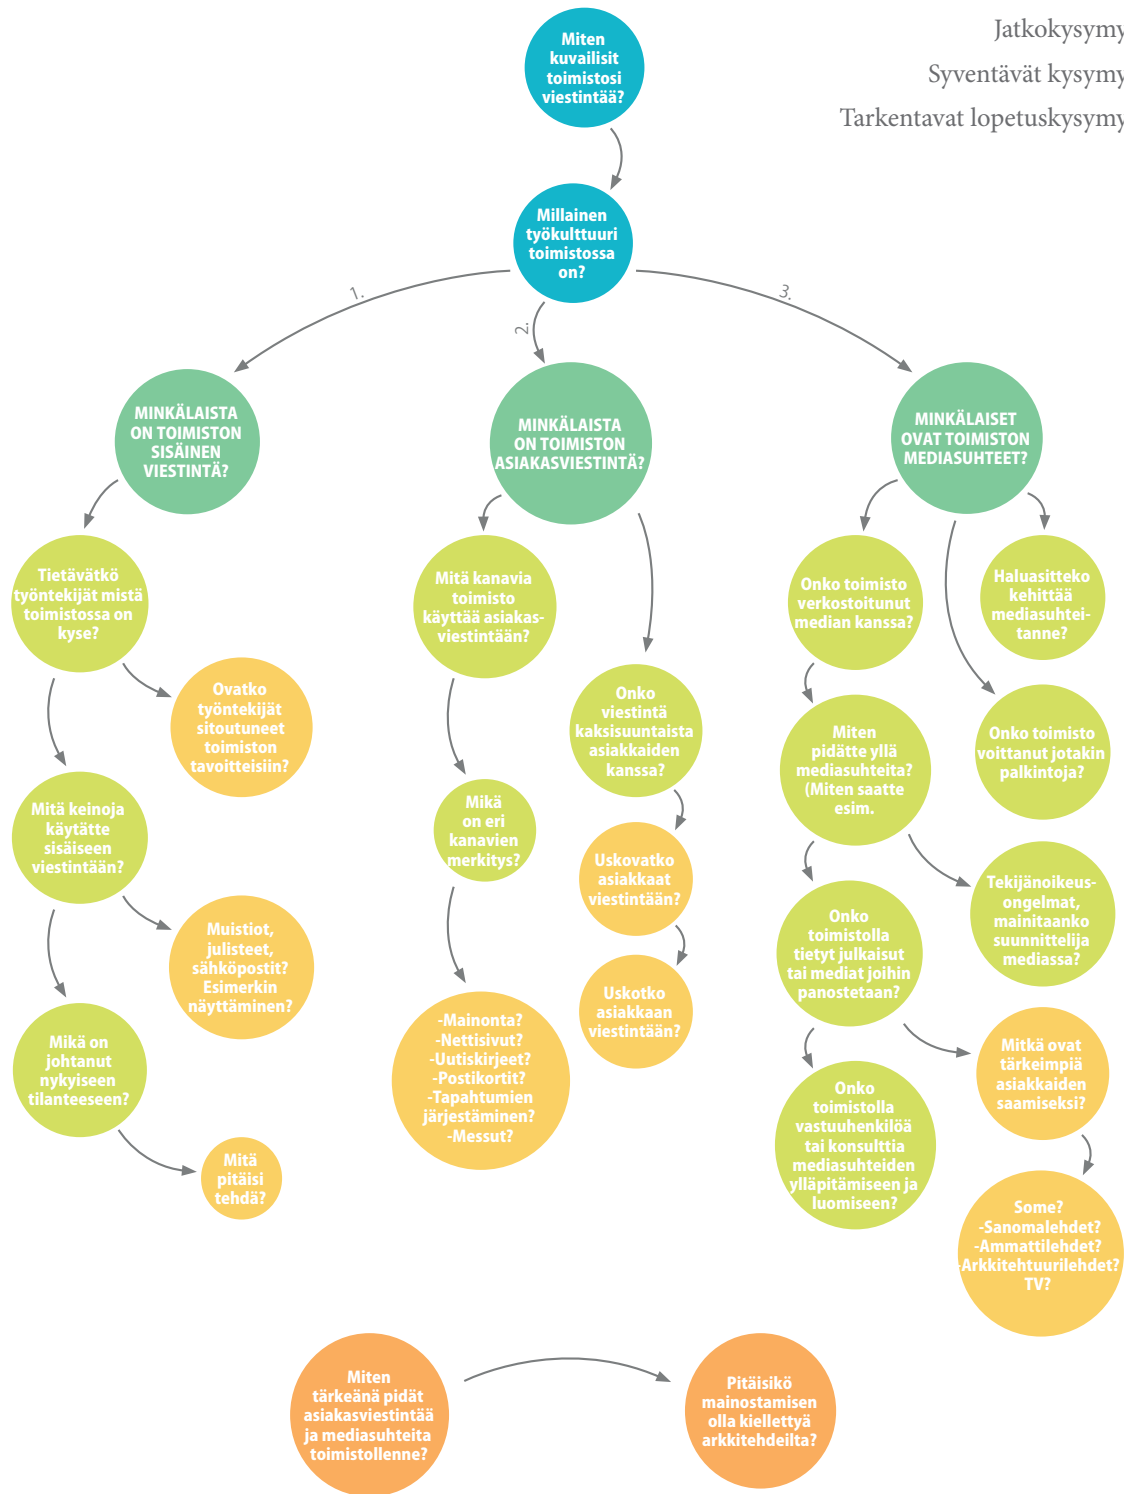 Jatkokysymy
Syventävät kysymy
Tarkentavat lopetuskysymy
Miten
kuvailisit
toimistosi
viestintää?
Millainen
työkulttuuri
toimistossa
on?
1.
2.
3.
MINKÄLAISTA
ON TOIMISTON
SISÄINEN
VIESTINTÄ?
MINKÄLAISTA
ON TOIMISTON
ASIAKASVIESTINTÄ?
MINKÄLAISET
OVAT TOIMISTON
MEDIASUHTEET?
Tietävätkö
työntekijät mistä
toimistossa on
kyse?
Ovatko
työntekijät
sitoutuneet
toimiston
tavoitteisiin?
Mitä keinoja
käytätte
sisäiseen
viestintään?
Muistiot,
julisteet,
sähköpostit?
Esimerkin
näyttäminen?
Mikä on
johtanut
nykyiseen
tilanteeseen?
Mitä
pitäisi
tehdä?
Mitä kanavia
toimisto
käyttää asiakas-
viestintään?
Onko
viestintä
kaksisuuntaista
asiakkaiden
kanssa?
Mikä
on eri
kanavien
merkitys?
Uskovatko
asiakkaat
viestintään?
Uskotko
asiakkaan
viestintään?
-Mainonta?
-Nettisivut?
-Uutiskirjeet?
-Postikortit?
-Tapahtumien
järjestäminen?
-Messut?
Onko toimisto
verkostoitunut
median kanssa?
Haluasitteko
kehittää
mediasuhtei-
tanne?
Miten
pidätte yllä
mediasuhteita?
(Miten saatte
esim.
Onko toimisto
voittanut jotakin
palkintoja?
Tekijänoikeus-
ongelmat,
mainitaanko
suunnittelija
mediassa?
Onko
toimistolla
tietyt julkaisut
tai mediat joihin
panostetaan?
Mitkä ovat
tärkeimpiä
asiakkaiden
saamiseksi?
Onko
toimistolla
vastuuhenkilöä
tai konsulttia
mediasuhteiden
ylläpitämiseen ja
luomiseen?
Some?
-Sanomalehdet?
-Ammattilehdet?
-Arkkitehtuurilehdet?
TV?
Miten
tärkeänä pidät
asiakasviestintää
ja mediasuhteita
toimistollenne?
Pitäisikö
mainostamisen
olla kiellettyä
arkkitehdeilta?